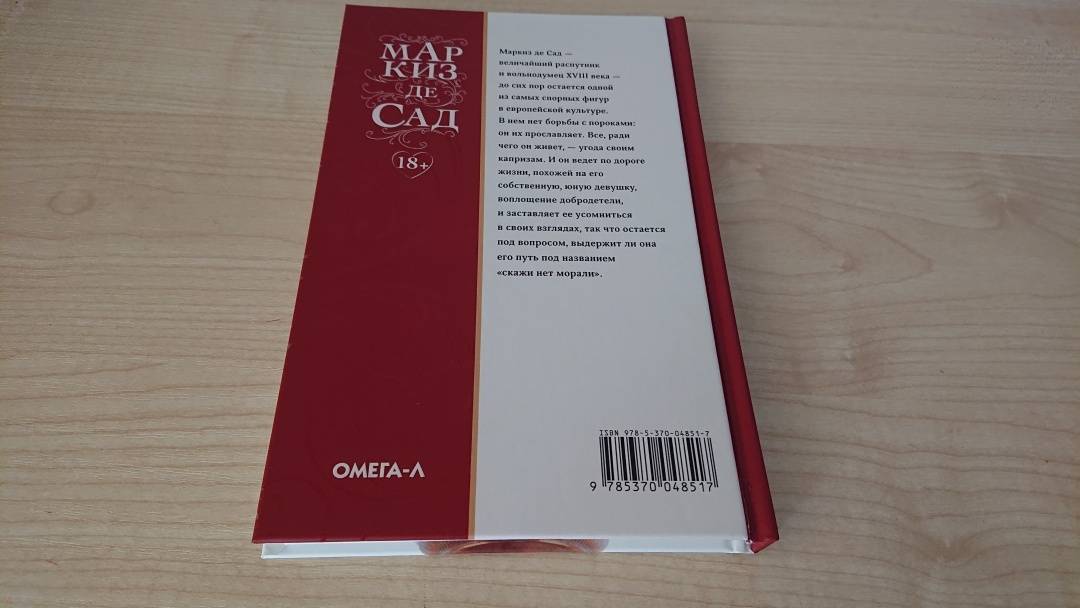 МАР
КИЗ
ДЕ
САД
18+
Маркиз де Сад —
величайший распутник
и вольнодумец XVIII века —
до сих пор остается одной
из самых спорных фигур
в европейской культуре.
В нем нет борьбы с пороками:
он их прославляет. Все, ради
чего он живет, — угода своим
капризам. И он ведет по дороге
жизни, похожей на его
собственную, юную девушку,
воплощение добродетели,
и заставляет ее усомниться
в своих взглядах, так что остается
под вопросом, выдержит ли она
его путь под названием
«скажи нет морали».
ОМЕГА-Л
ISBN 978-5-370-04851-7
9 785370 048517